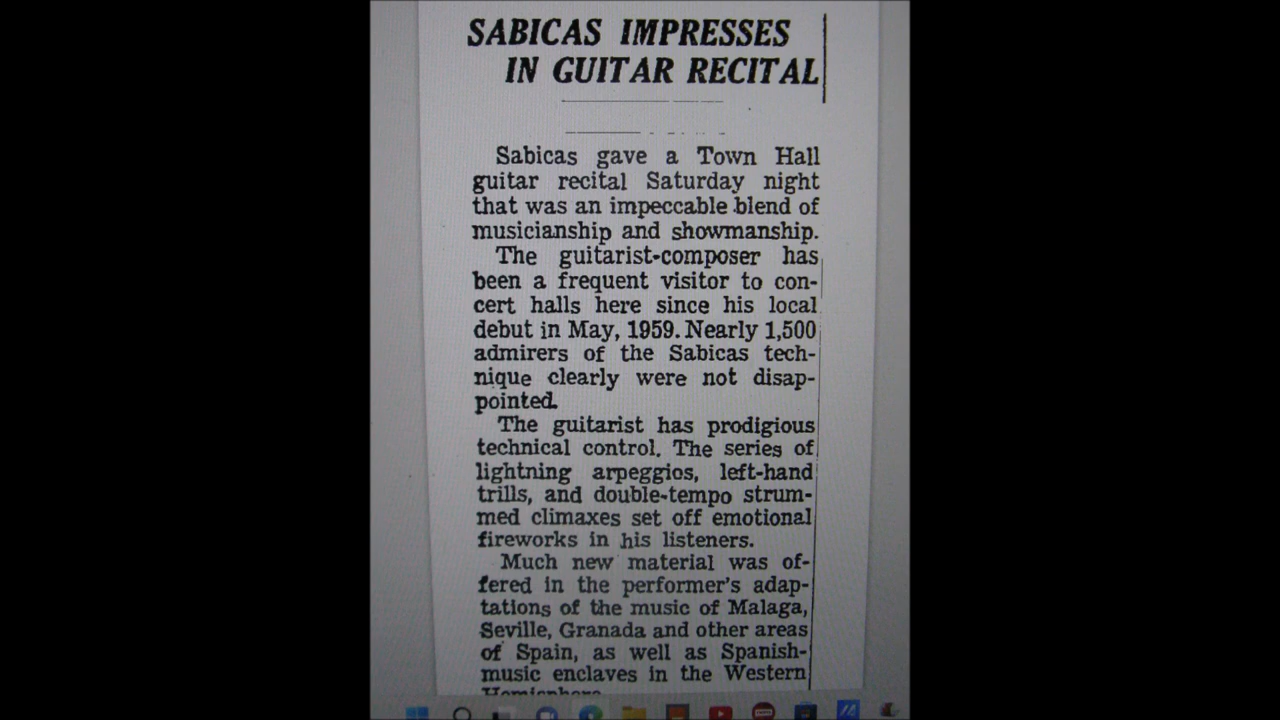 SABICAS IMPRESSES
IN GUITAR RECITAL
Sabicas gave a Town Hall
guitar recital Saturday night
that was an impeccable blend of
musicianship and showmanship.
The guitarist-composer has
been a frequent visitor to con-
cert halls here since his local
debut in May, 1959. Nearly 1,500
admirers of the Sabicas tech-
nique clearly were not disap-
pointed.
The guitarist has prodigious
technical control. The series of
lightning arpeggios, left-hand
trills, and double-tempo strum-
med climaxes set off emotional
fireworks in his listeners.
Much new material was of-
fered in the performer's adap-
tations of the music of Malaga,
Seville, Granada and other areas
of Spain, as well as Spanish-
music enclaves in the Western
Hemisphere.